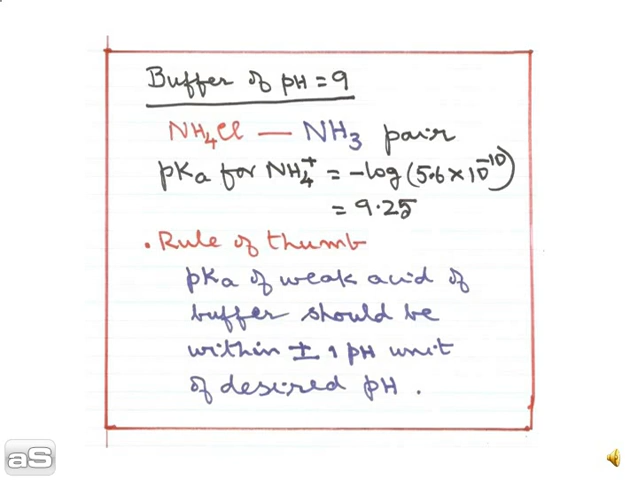 Buffer of pH = 9
NH₄Cl — NH₃ pair
pKa for NH₄⁺ = -log (5.6 × 10⁻¹⁰)
= 9.25
. Rule of thumb
pKa of weak acid of
buffer should be
within ± 1 pH unit
of desired pH .
aS